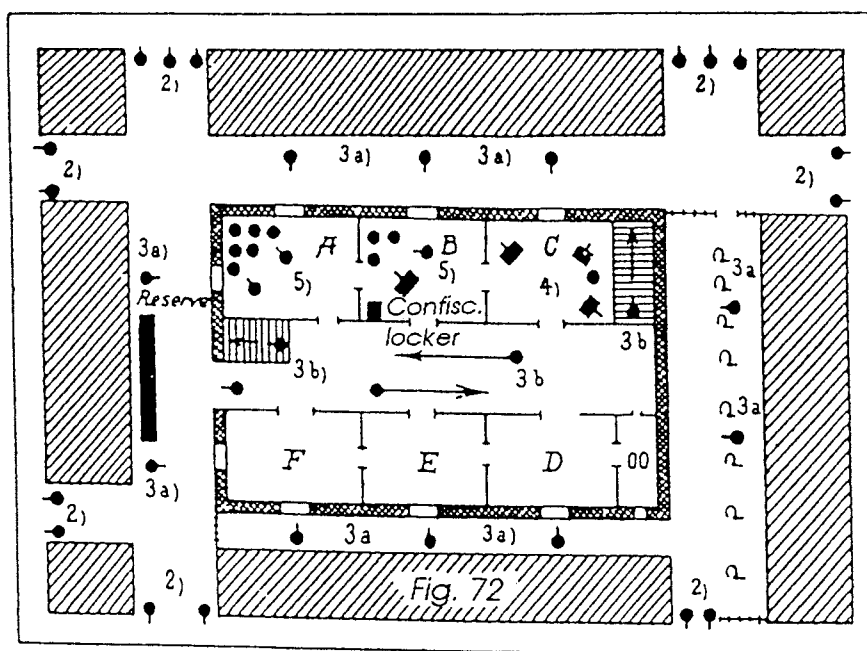 2)
2)
2)
3a)
3a)
2)
3a)
A
B
C
3a
5)
5)
4)
Reserve
Confisc.
locker
3b)
3b
3b
3a
F
E
D
00
3a)
2)
3a
3a)
2)
Fig. 72
2)